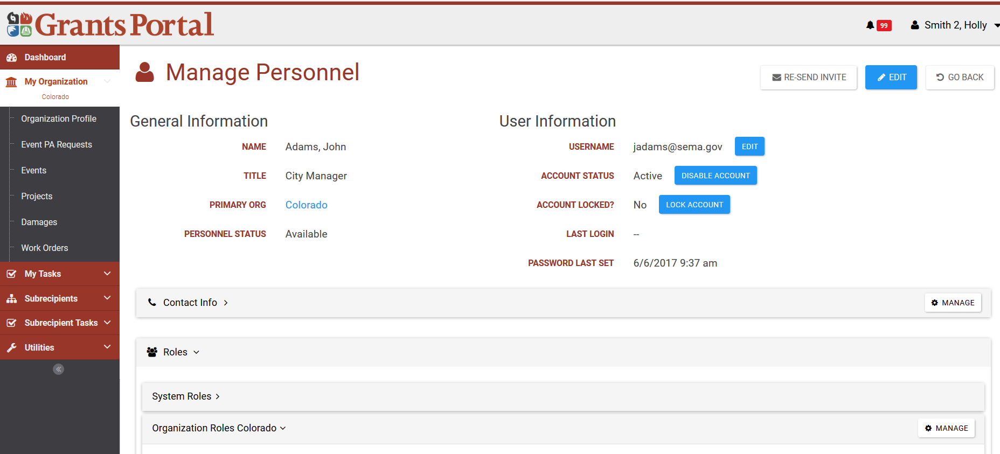 Grants Portal
99
Smith 2, Holly
Dashboard
My Organization
Colorado
Organization Profile
Event PA Requests
Events
Projects
Damages
Work Orders
My Tasks
Subrecipients
Subrecipient Tasks
Utilities
Manage Personnel
RE-SEND INVITE
EDIT
GO BACK
General Information
NAME Adams, John
TITLE City Manager
PRIMARY ORG Colorado
PERSONNEL STATUS Available
User Information
USERNAME jadams@sema.gov EDIT
ACCOUNT STATUS Active DISABLE ACCOUNT
ACCOUNT LOCKED? No LOCK ACCOUNT
LAST LOGIN --
PASSWORD LAST SET 6/6/2017 9:37 am
Contact Info MANAGE
Roles
System Roles
Organization Roles Colorado MANAGE